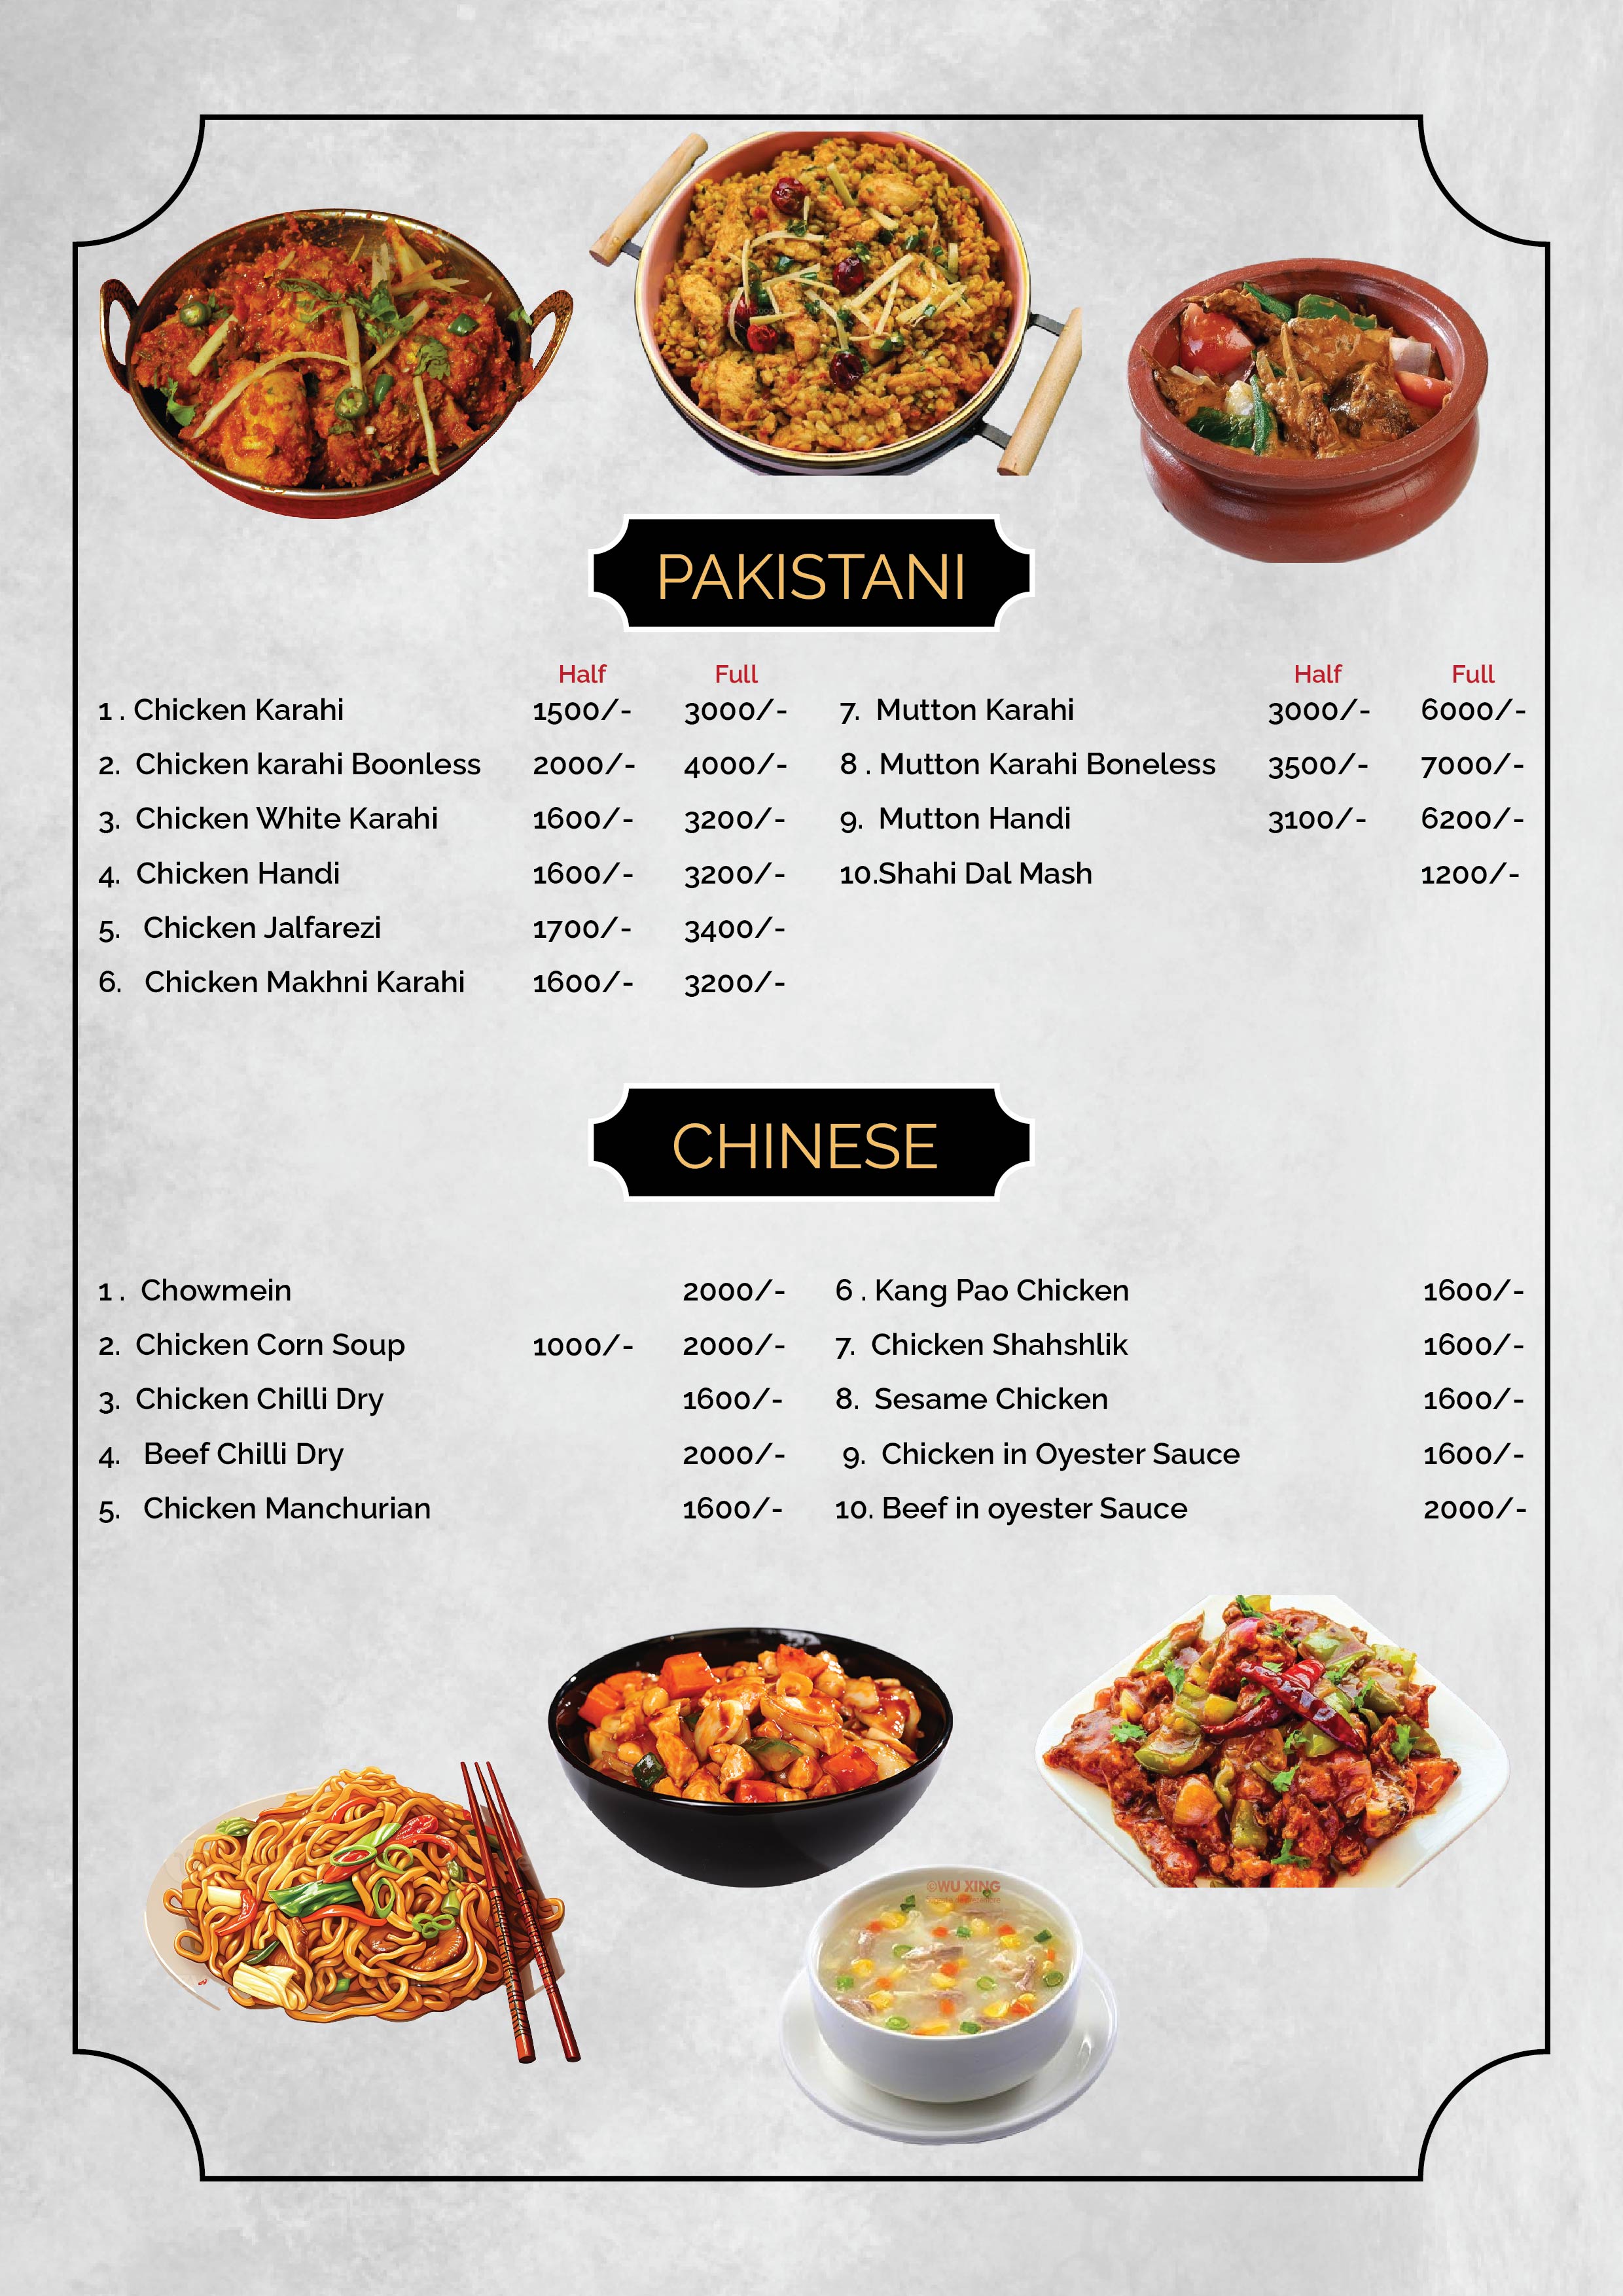 PAKISTANI
Half Full
1 . Chicken Karahi 1500/- 3000/-
2. Chicken karahi Boonless 2000/- 4000/-
3. Chicken White Karahi 1600/- 3200/-
4. Chicken Handi 1600/- 3200/-
5. Chicken Jalfarezi 1700/- 3400/-
6. Chicken Makhni Karahi 1600/- 3200/-
Half Full
7. Mutton Karahi 3000/- 6000/-
8 . Mutton Karahi Boneless 3500/- 7000/-
9. Mutton Handi 3100/- 6200/-
10.Shahi Dal Mash 1200/-
CHINESE
1 . Chowmein 2000/-
2. Chicken Corn Soup 1000/- 2000/-
3. Chicken Chilli Dry 1600/-
4. Beef Chilli Dry 2000/-
5. Chicken Manchurian 1600/-
6 . Kang Pao Chicken 1600/-
7. Chicken Shahshlik 1600/-
8. Sesame Chicken 1600/-
9. Chicken in Oyester Sauce 1600/-
10. Beef in oyester Sauce 2000/-
©WU XING